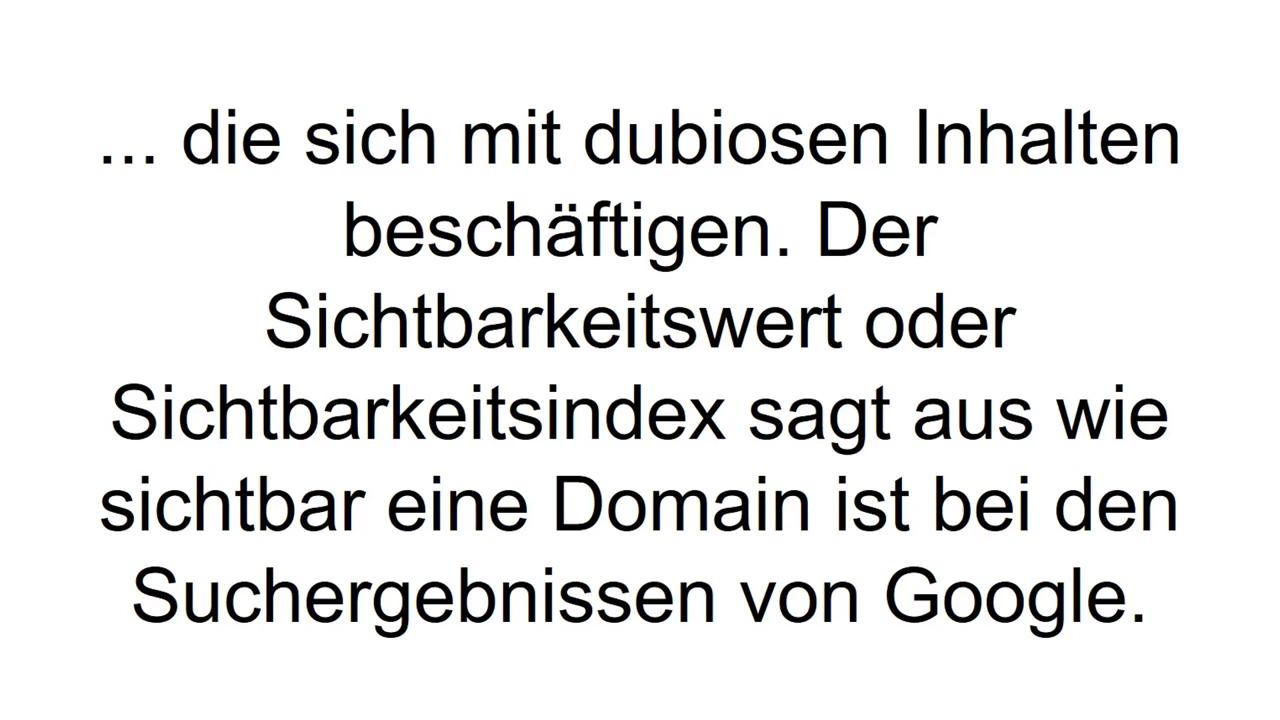 ... die sich mit dubiosen Inhalten
beschäftigen. Der
Sichtbarkeitswert oder
Sichtbarkeitsindex sagt aus wie
sichtbar eine Domain ist bei den
Suchergebnissen von Google.